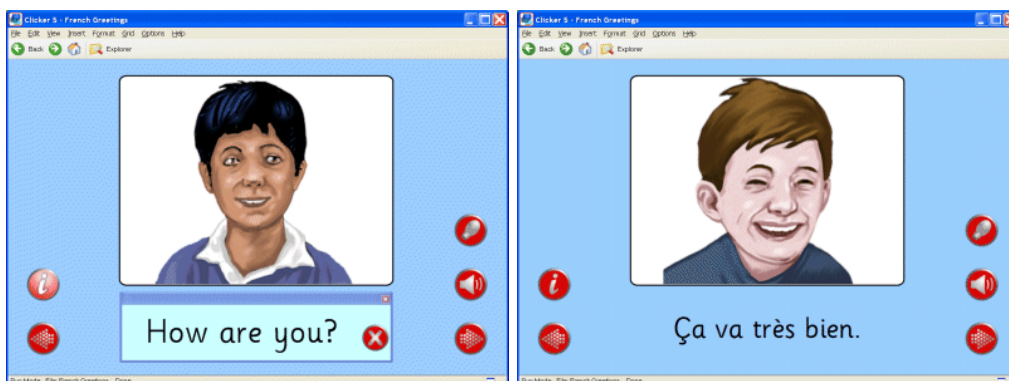 Clicker 5 - French Greetings
File Edit View Insert Format Grid Options Help
Back Explorer
i
How are you?
Clicker 5 - French Greetings
File Edit View Insert Format Grid Options Help
Back Explorer
i
Ça va très bien.